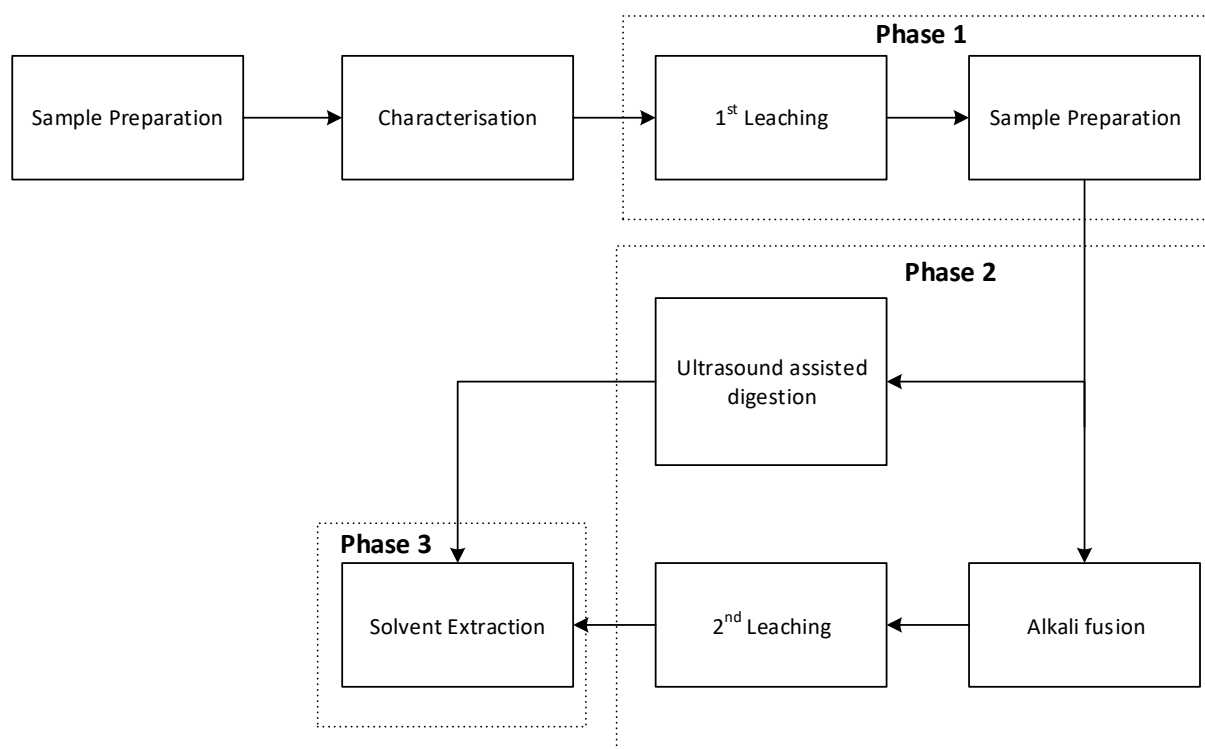 Phase 1
Sample Preparation
Characterisation
1st Leaching
Sample Preparation
Phase 2
Ultrasound assisted
digestion
Phase 3
Solvent Extraction
2nd Leaching
Alkali fusion